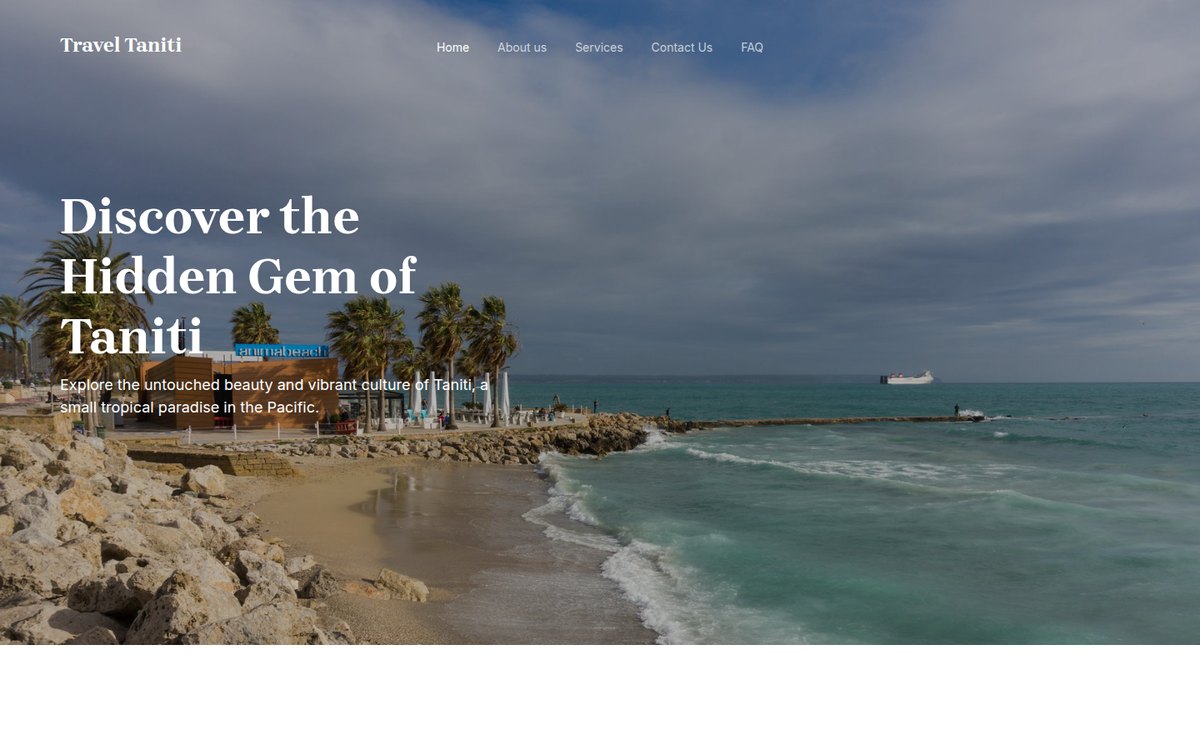 Travel Taniti
Home About us Services Contact Us FAQ
Discover the
Hidden Gem of
Taniti
animabeach
Explore the untouched beauty and vibrant culture of Taniti, a
small tropical paradise in the Pacific.